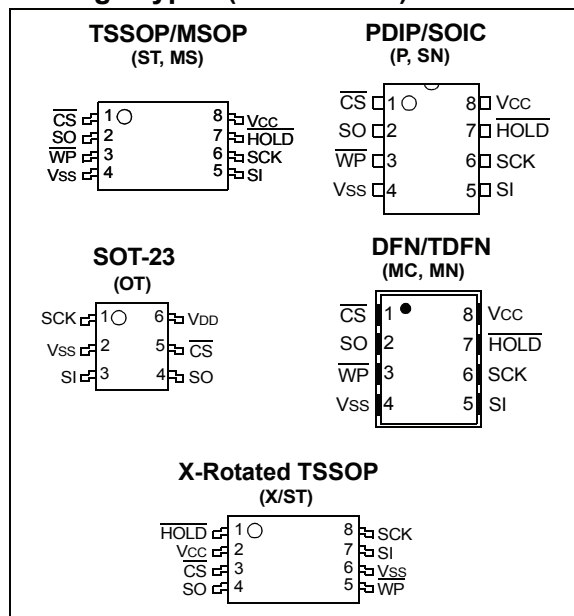 TSSOP/MSOP
(ST, MS)
CS 1 8 VCC
SO 2 7 HOLD
WP 3 6 SCK
VSS 4 5 SI
PDIP/SOIC
(P, SN)
CS 1 8 VCC
SO 2 7 HOLD
WP 3 6 SCK
VSS 4 5 SI
SOT-23
(OT)
SCK 1 6 VDD
VSS 2 5 CS
SI 3 4 SO
DFN/TDFN
(MC, MN)
CS 1 8 VCC
SO 2 7 HOLD
WP 3 6 SCK
VSS 4 5 SI
X-Rotated TSSOP
(X/ST)
HOLD 1 8 SCK
VCC 2 7 SI
CS 3 6 VSS
SO 4 5 WP